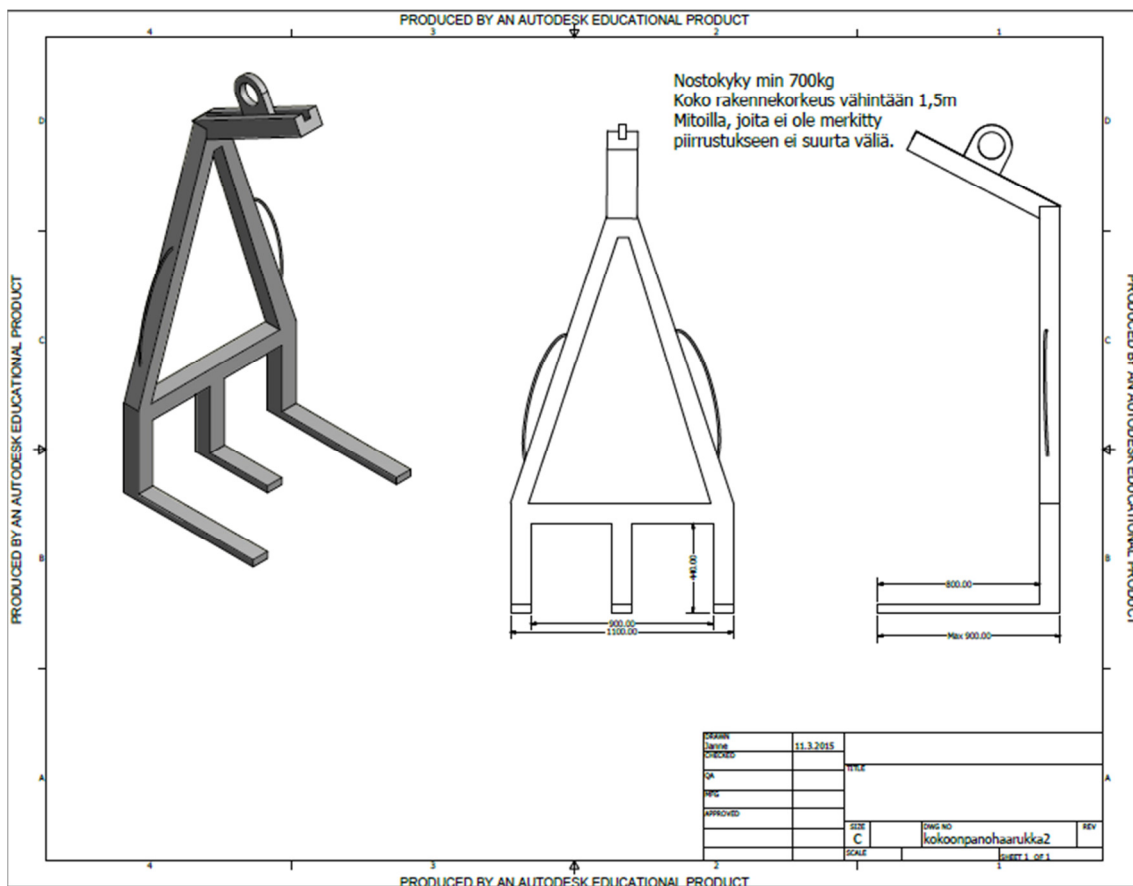 PRODUCED BY AN AUTODESK EDUCATIONAL PRODUCT
4 3 2 1
Nostokyky min 700kg
Koko rakennekorkeus vähintään 1,5m
Mitoilla, joita ei ole merkitty
piirrustukseen ei suurta väliä.
D D
C C
B B
A A
PRODUCED BY AN AUTODESK EDUCATIONAL PRODUCT
PRODUCED BY AN AUTODESK EDUCATIONAL PRODUCT
440.00
900.00
1100.00
800.00
Max 900.00
DRAWN
Janne 11.3.2015
CHECKED
QA
MFG
APPROVED
TITLE
SIZE
C
DWG NO
kokoonpanohaarukka2
REV
SCALE
SHEET 1 OF 1
4 3 2 1
PRODUCED BY AN AUTODESK EDUCATIONAL PRODUCT